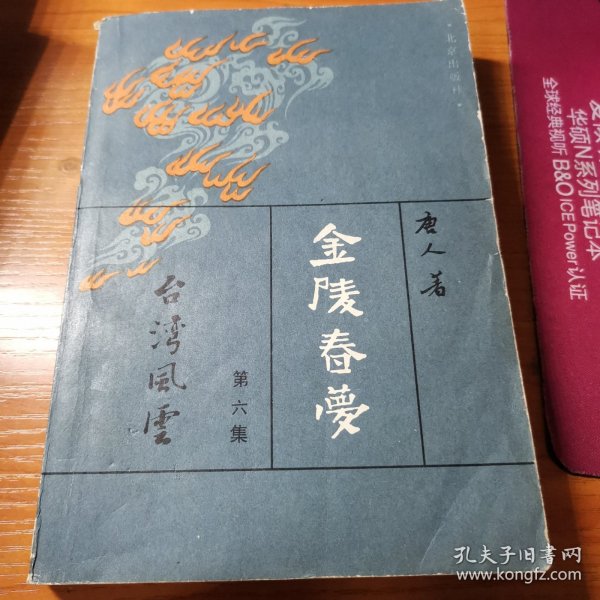 ·北京出版社·
唐人著
金陵春夢
第六集
台湾風雲
华硕N系列笔记本
全球经典视听 B&O ICEPower认证
孔夫子旧书网
www.kongfz.com